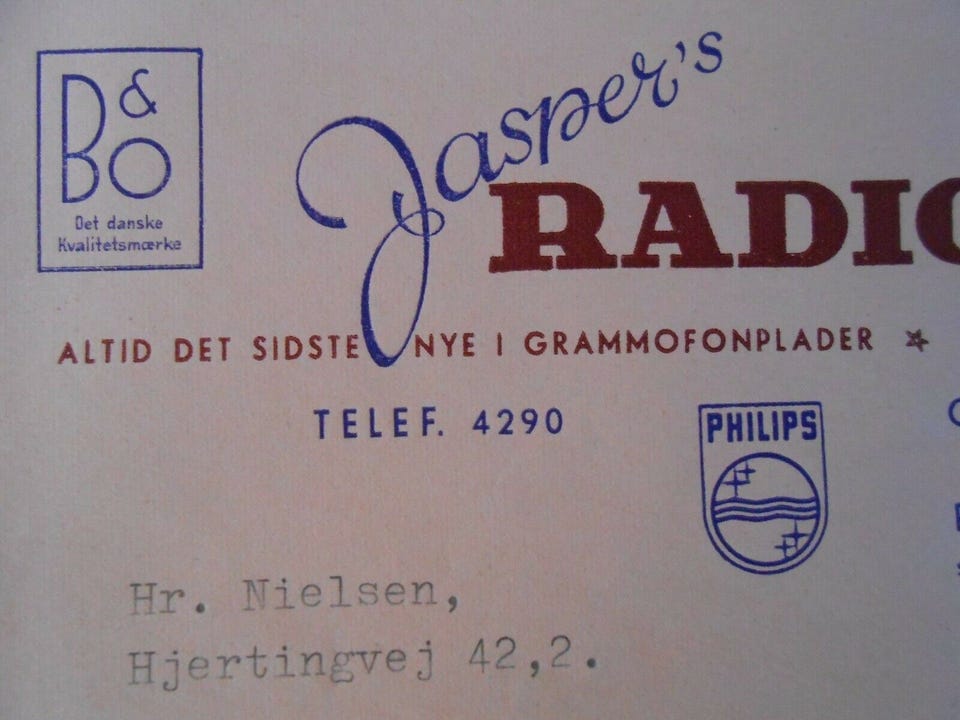 B&O
Det danske
Kvalitetsmærke
Jasper's
RADIO
ALTID DET SIDSTE NYE I GRAMMOFONPLADER
TELEF. 4290
PHILIPS
Hr. Nielsen,
Hjertingvej 42,2.